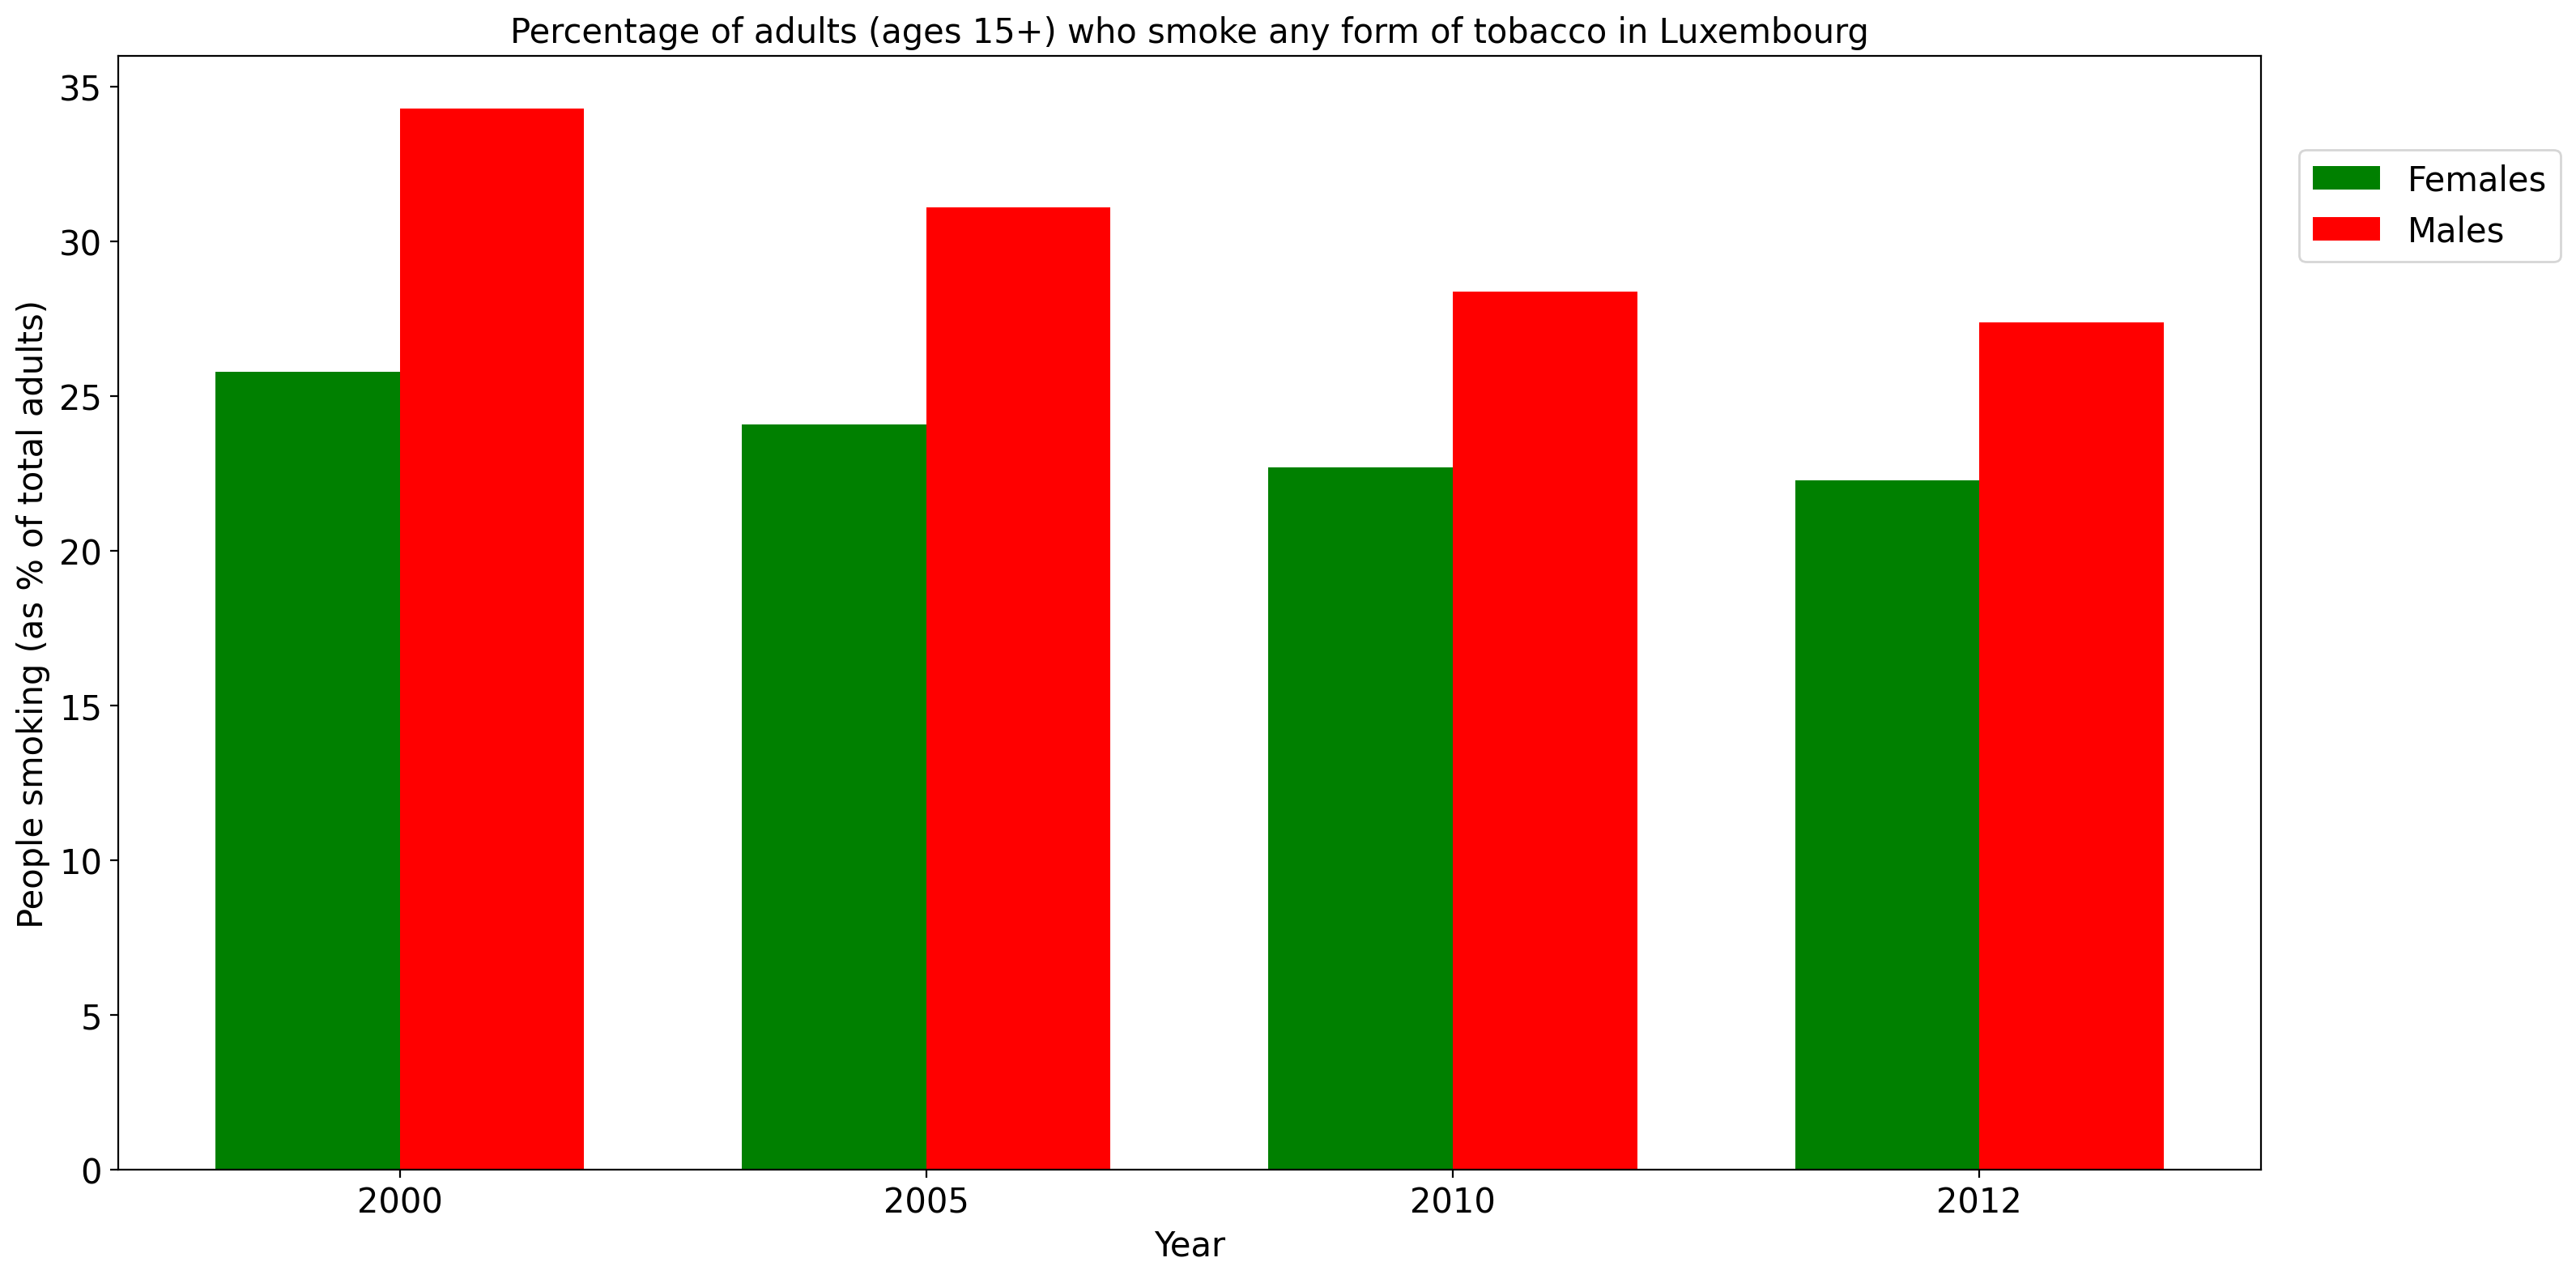 Percentage of adults (ages 15+) who smoke any form of tobacco in Luxembourg
People smoking (as % of total adults)
35
30
25
20
15
10
5
0
2000 2005 2010 2012
Year
Females
Males